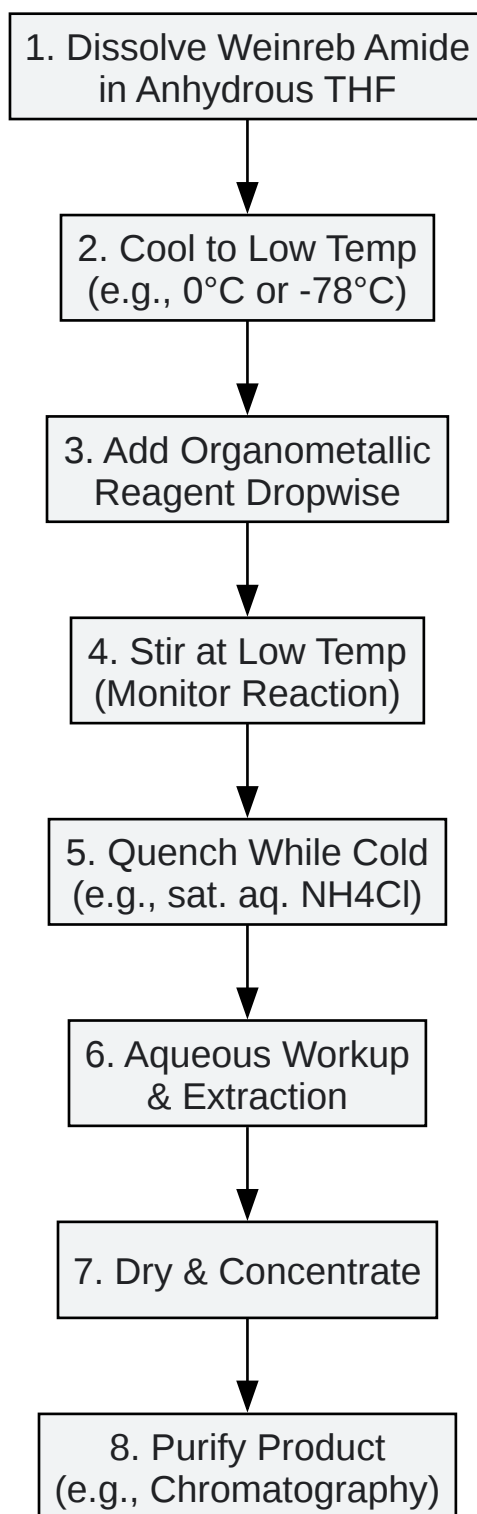 1. Dissolve Weinreb Amide
in Anhydrous THF
2. Cool to Low Temp
(e.g., 0°C or -78°C)
3. Add Organometallic
Reagent Dropwise
4. Stir at Low Temp
(Monitor Reaction)
5. Quench While Cold
(e.g., sat. aq. NH4Cl)
6. Aqueous Workup
& Extraction
7. Dry & Concentrate
8. Purify Product
(e.g., Chromatography)